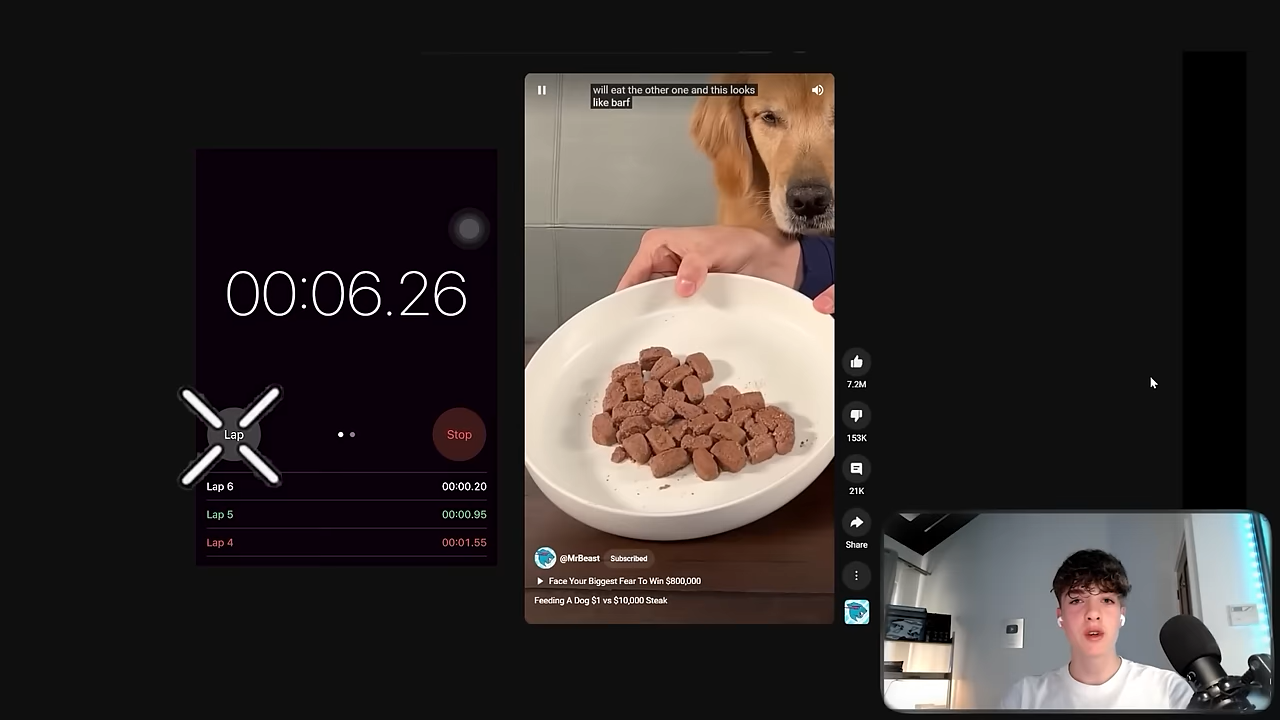 will eat the other one and this looks
like barf
00:06.26
Lap
Stop
Lap 6 00:00.20
Lap 5 00:00.95
Lap 4 00:01.55
7.2M
153K
21K
Share
@MrBeast Subscribed
Face Your Biggest Fear To Win $800,000
Feeding A Dog $1 vs $10,000 Steak